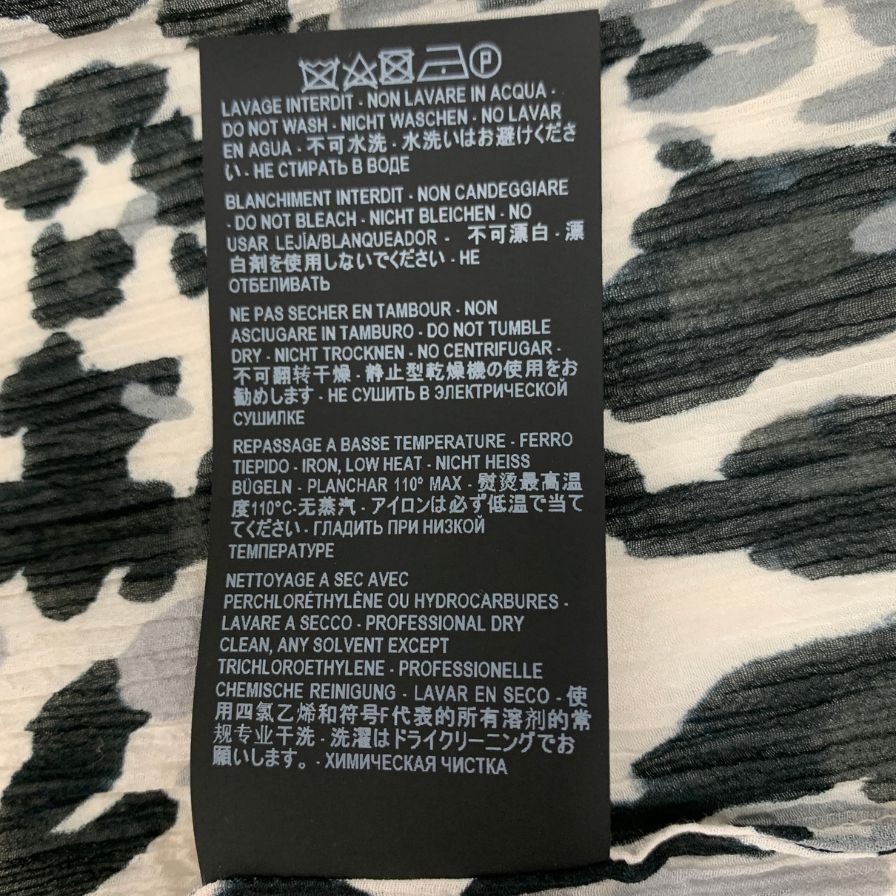 P
LAVAGE INTERDIT - NON LAVARE IN ACQUA -
DO NOT WASH - NICHT WASCHEN - NO LAVAR
EN AGUA - 不可水洗 - 水洗いはお避けくださ
い - НЕ СТИРАТЬ В ВОДЕ
BLANCHIMENT INTERDIT - NON CANDEGGIARE
- DO NOT BLEACH - NICHT BLEICHEN - NO
USAR LEJÍA/BLANQUEADOR - 不可漂白 - 漂
白剤を使用しないでください - НЕ
ОТБЕЛИВАТЬ
NE PAS SECHER EN TAMBOUR - NON
ASCIUGARE IN TAMBURO - DO NOT TUMBLE
DRY - NICHT TROCKNEN - NO CENTRIFUGAR -
不可翻转干燥 - 静止型乾燥機の使用をお
勧めします - НЕ СУШИТЬ В ЭЛЕКТРИЧЕСКОЙ
СУШИЛКЕ
REPASSAGE A BASSE TEMPERATURE - FERRO
TIEPIDO - IRON, LOW HEAT - NICHT HEISS
BÜGELN - PLANCHAR 110° MAX - 熨烫最高温
度110°C-无蒸汽 - アイロンは必ず低温で当て
てください - ГЛАДИТЬ ПРИ НИЗКОЙ
ТЕМПЕРАТУРЕ
NETTOYAGE A SEC AVEC
PERCHLORÉTHYLÈNE OU HYDROCARBURES -
LAVARE A SECCO - PROFESSIONAL DRY
CLEAN, ANY SOLVENT EXCEPT
TRICHLOROETHYLENE - PROFESSIONELLE
CHEMISCHE REINIGUNG - LAVAR EN SECO - 使
用四氯乙烯和符号F代表的所有溶剂的常
规专业干洗 - 洗濯はドライクリーニングでお
願いします。 - ХИМИЧЕСКАЯ ЧИСТКА